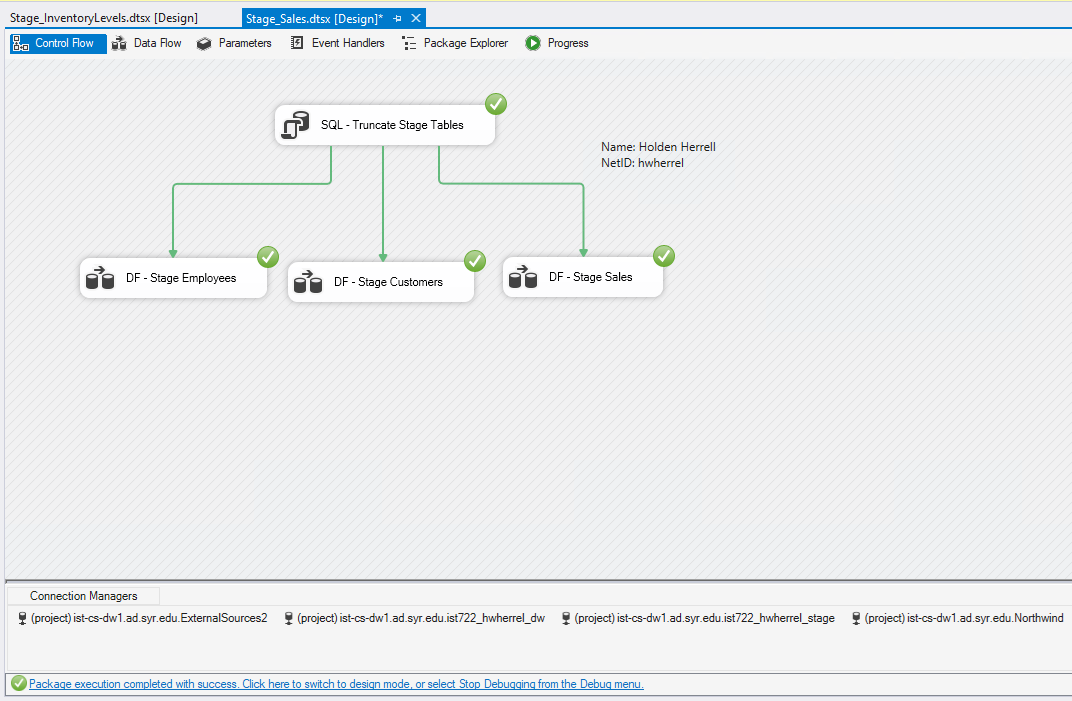 Stage_InventoryLevels.dtsx [Design] Stage_Sales.dtsx [Design]*
Control Flow Data Flow Parameters Event Handlers Package Explorer Progress
SQL - Truncate Stage Tables
Name: Holden Herrell
NetID: hwherrel
DF - Stage Employees DF - Stage Customers DF - Stage Sales
Connection Managers
(project) ist-cs-dw1.ad.syr.edu.ExternalSources2 (project) ist-cs-dw1.ad.syr.edu.ist722_hwherrel_dw (project) ist-cs-dw1.ad.syr.edu.ist722_hwherrel_stage (project) ist-cs-dw1.ad.syr.edu.Northwind
Package execution completed with success. Click here to switch to design mode, or select Stop Debugging from the Debug menu.